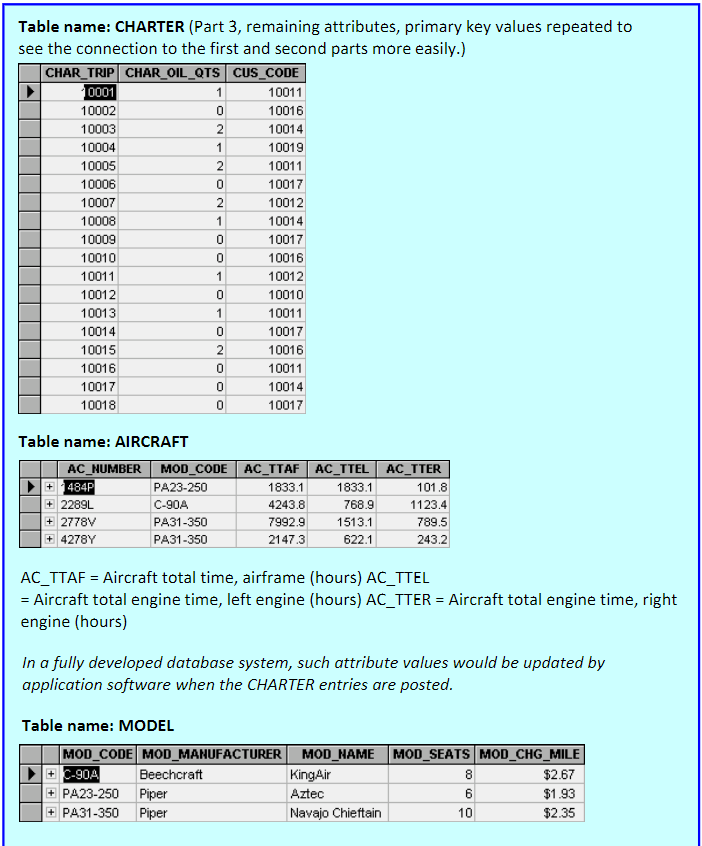 Table name: CHARTER (Part 3, remaining attributes, primary key values repeated to
see the connection to the first and second parts more easily.)
CHAR_TRIP CHAR_OIL_QTS CUS_CODE
10001 1 10011
10002 0 10016
10003 2 10014
10004 1 10019
10005 2 10011
10006 0 10017
10007 2 10012
10008 1 10014
10009 0 10017
10010 0 10016
10011 1 10012
10012 0 10010
10013 1 10011
10014 0 10017
10015 2 10016
10016 0 10011
10017 0 10014
10018 0 10017
Table name: AIRCRAFT
AC_NUMBER MOD_CODE AC_TTAF AC_TTEL AC_TTER
1484P PA23-250 1833.1 1833.1 101.8
2289L C-90A 4243.8 768.9 1123.4
2778V PA31-350 7992.9 1513.1 789.5
4278Y PA31-350 2147.3 622.1 243.2
AC_TTAF = Aircraft total time, airframe (hours) AC_TTEL
= Aircraft total engine time, left engine (hours) AC_TTER = Aircraft total engine time, right
engine (hours)
In a fully developed database system, such attribute values would be updated by
application software when the CHARTER entries are posted.
Table name: MODEL
MOD_CODE MOD_MANUFACTURER MOD_NAME MOD_SEATS MOD_CHG_MILE
C-90A Beechcraft KingAir 8 $2.67
PA23-250 Piper Aztec 6 $1.93
PA31-350 Piper Navajo Chieftain 10 $2.35